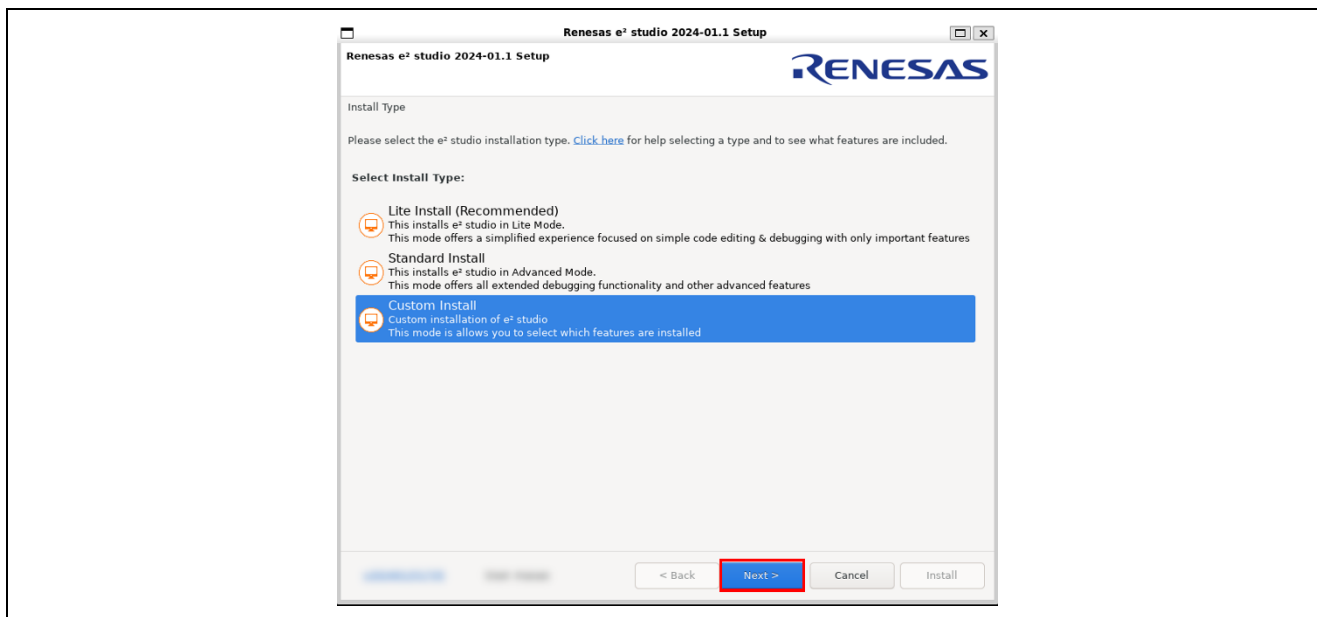 Renesas e² studio 2024-01.1 Setup
Renesas e² studio 2024-01.1 Setup
RENESAS
Install Type
Please select the e² studio installation type. Click here for help selecting a type and to see what features are included.
Select Install Type:
Lite Install (Recommended)
This installs e² studio in Lite Mode.
This mode offers a simplified experience focused on simple code editing & debugging with only important features
Standard Install
This installs e² studio in Advanced Mode.
This mode offers all extended debugging functionality and other advanced features
Custom Install
Custom installation of e² studio
This mode is allows you to select which features are installed
< Back Next > Cancel Install